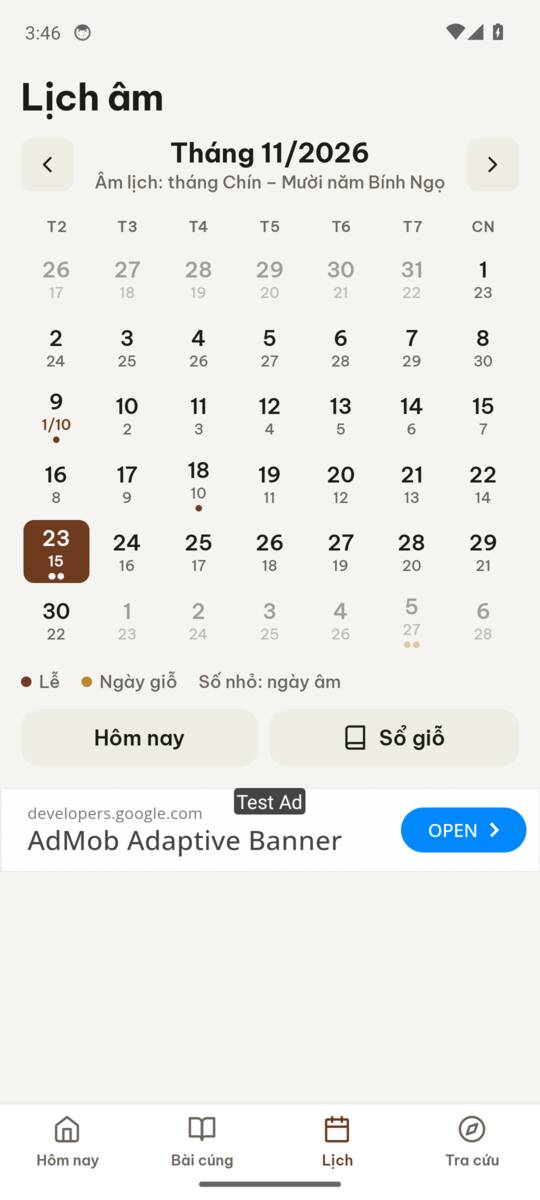 3:46
Lịch âm
Tháng 11/2026
Âm lịch: tháng Chín – Mười năm Bính Ngọ
T2 T3 T4 T5 T6 T7 CN
26 27 28 29 30 31 1
17 18 19 20 21 22 23
2 3 4 5 6 7 8
24 25 26 27 28 29 30
9 10 11 12 13 14 15
1/10 2 3 4 5 6 7
16 17 18 19 20 21 22
8 9 10 11 12 13 14
23 24 25 26 27 28 29
15 16 17 18 19 20 21
30 1 2 3 4 5 6
22 23 24 25 26 27 28
Lễ Ngày giỗ Số nhỏ: ngày âm
Hôm nay Sổ giỗ
Test Ad
developers.google.com
AdMob Adaptive Banner OPEN
Hôm nay Bài cúng Lịch Tra cứu